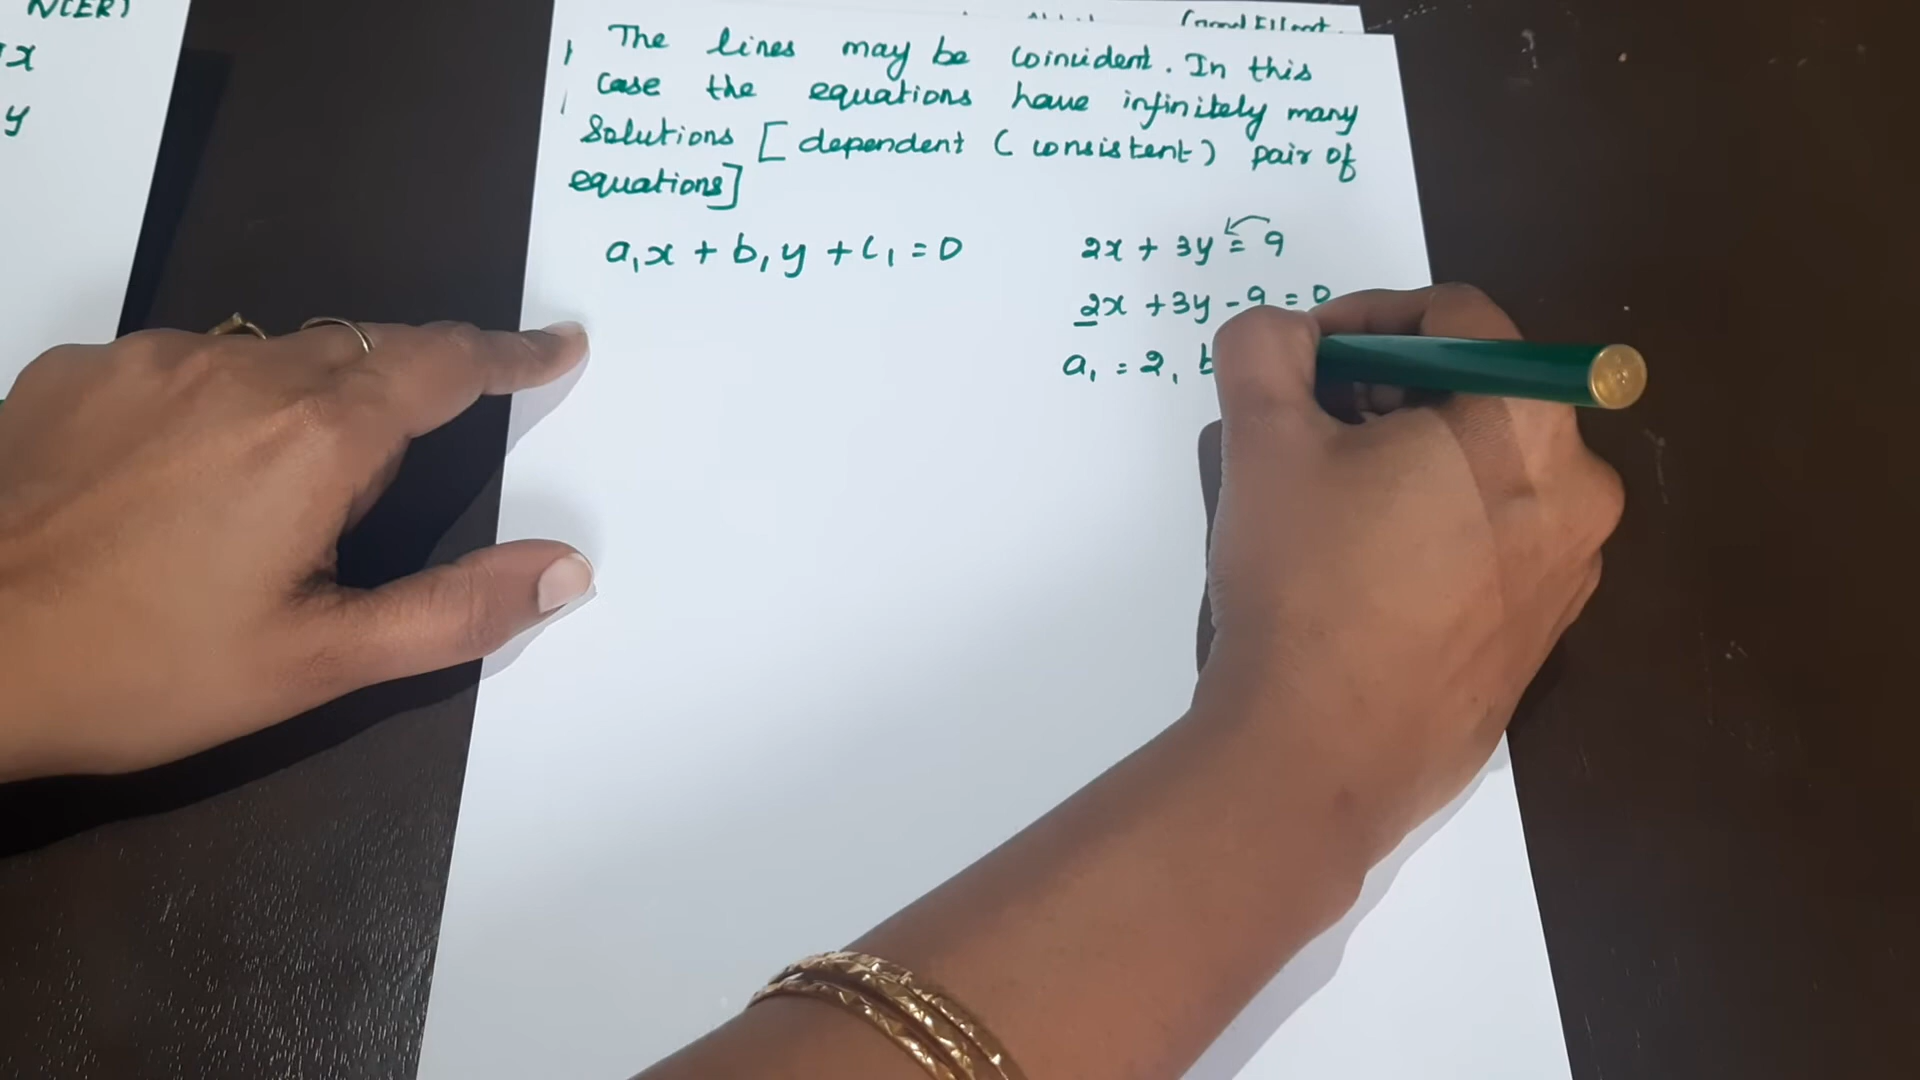 NCER)
x
y
The lines may be coincident. In this
case the equations have infinitely many
Solutions [dependent (consistent) pair of
equations]
a₁x + b₁y + c₁ = 0
2x + 3y = 9
2x + 3y - 9 = 0
a₁ = 2, b